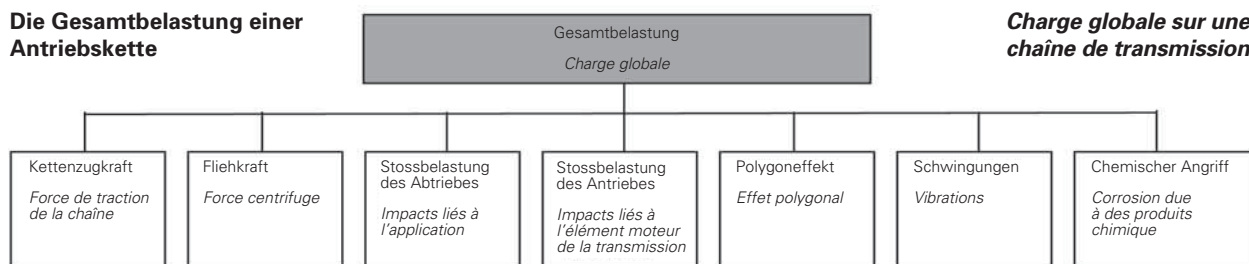 Die Gesamtbelastung einer
Antriebskette
Gesamtbelastung
Charge globale
Charge globale sur une
chaîne de transmission
Kettenzugkraft
Force de traction
de la chaîne
Fliehkraft
Force centrifuge
Stossbelastung
des Abtriebes
Impacts liés à
l'application
Stossbelastung
des Antriebes
Impacts liés à
l'élément moteur
de la transmission
Polygoneffekt
Effet polygonal
Schwingungen
Vibrations
Chemischer Angriff
Corrosion due
à des produits
chimique